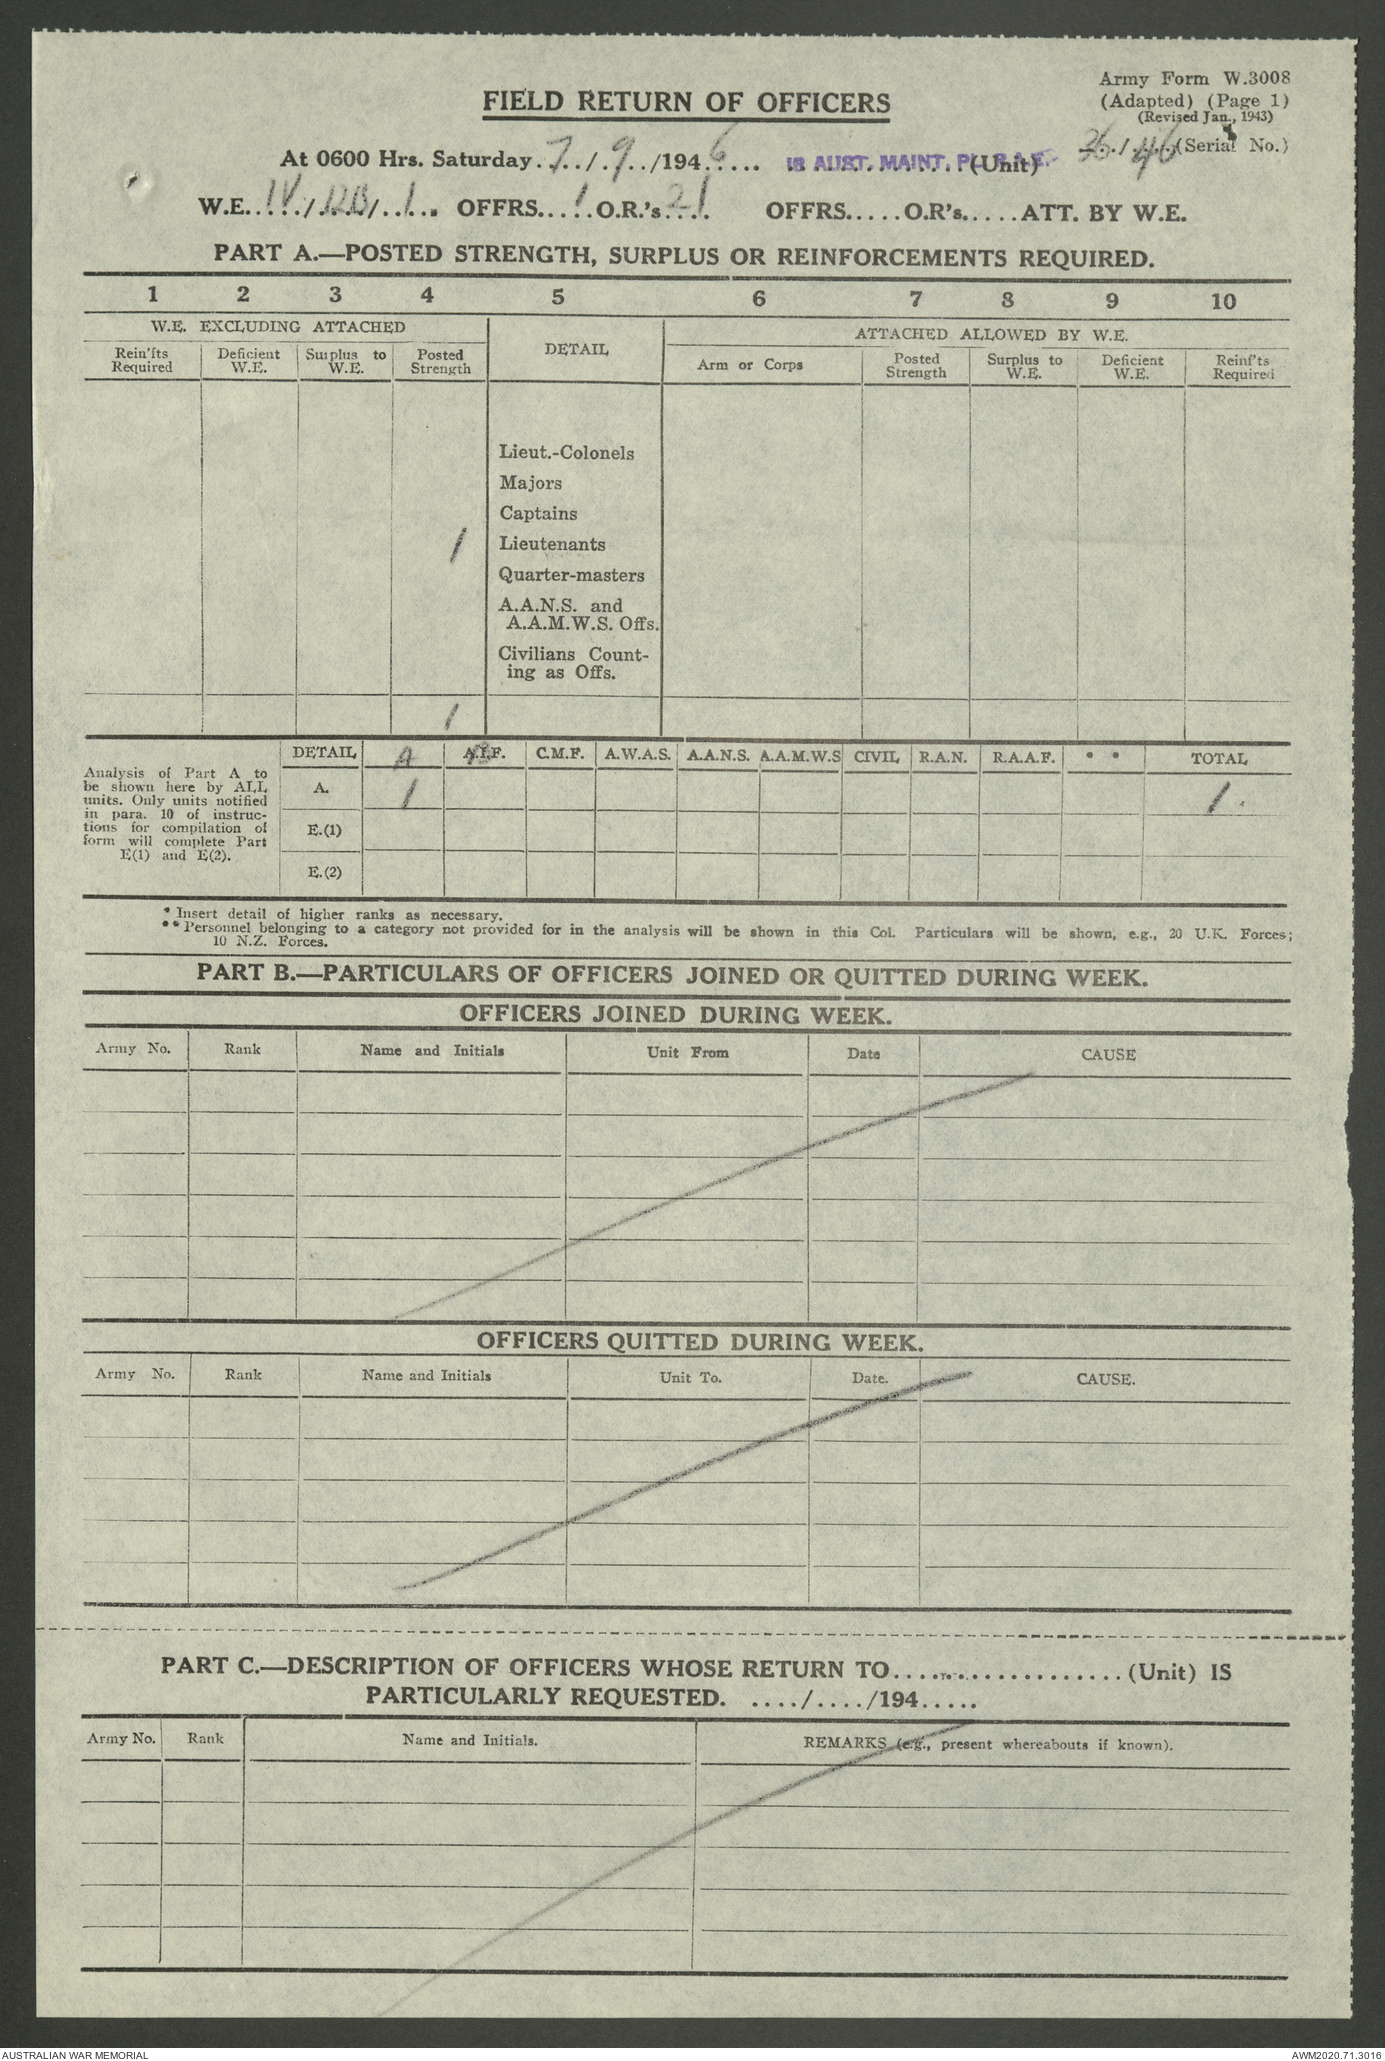 Army Form W.3008
FIELD RETURN OF OFFICERS
(Adapted) (Page 1)
(Revised Jan., 1943)
At 0600 Hrs. Saturday. 7 ./. 9 . ./194 6 ..... 18 AUST. MAINT. Pl. R.A.E. (Unit) 36 / 46 (Serial No.)
W.E. IV / 12B / 1 . OFFRS. 1 O.R.'s 21 OFFRS.....O.R's.....ATT. BY W.E.
PART A.—POSTED STRENGTH, SURPLUS OR REINFORCEMENTS REQUIRED.
1 2 3 4 5 6 7 8 9 10
W.E. EXCLUDING ATTACHED DETAIL ATTACHED ALLOWED BY W.E.
Rein'fts Required Deficient W.E. Surplus to W.E. Posted Strength Arm or Corps Posted Strength Surplus to W.E. Deficient W.E. Reinf'ts Required
Lieut.-Colonels
Majors
Captains
1 Lieutenants
Quarter-masters
A.A.N.S. and
A.A.M.W.S. Offs.
Civilians Count-
ing as Offs.
1
DETAIL A A.I.F. C.M.F. A.W.A.S. A.A.N.S. A.A.M.W.S CIVIL R.A.N. R.A.A.F. * * TOTAL
Analysis of Part A to
be shown here by ALL
units. Only units notified
in para. 10 of instruc-
tions for compilation of
form will complete Part
E(1) and E(2).
A. 1 1.
E.(1)
E.(2)
* Insert detail of higher ranks as necessary.
** Personnel belonging to a category not provided for in the analysis will be shown in this Col. Particulars will be shown, e.g., 20 U.K. Forces;
10 N.Z. Forces.
PART B.—PARTICULARS OF OFFICERS JOINED OR QUITTED DURING WEEK.
OFFICERS JOINED DURING WEEK.
Army No. Rank Name and Initials Unit From Date CAUSE
OFFICERS QUITTED DURING WEEK.
Army No. Rank Name and Initials Unit To. Date. CAUSE.
PART C.—DESCRIPTION OF OFFICERS WHOSE RETURN TO....................(Unit) IS
PARTICULARLY REQUESTED. ..../..../194.....
Army No. Rank Name and Initials. REMARKS (e.g., present whereabouts if known).
AUSTRALIAN WAR MEMORIAL AWM2020.71.3016